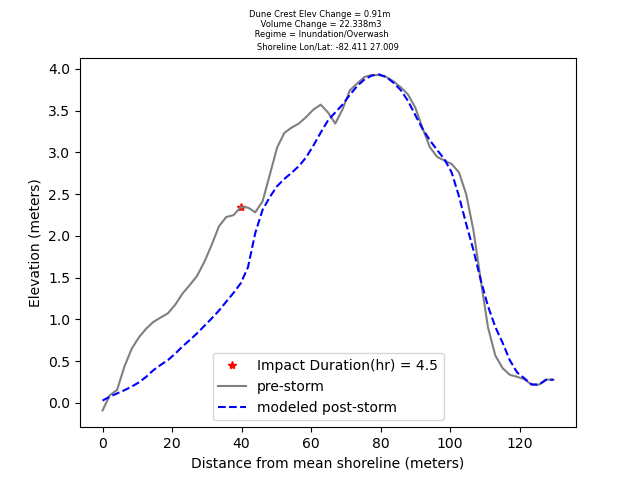 Dune Crest Elev Change = 0.91m
Volume Change = 22.338m3
Regime = Inundation/Overwash
Shoreline Lon/Lat: -82.411 27.009
4.0
3.5
3.0
2.5
2.0
1.5
1.0
0.5
0.0
Elevation (meters)
Impact Duration(hr) = 4.5
pre-storm
modeled post-storm
0 20 40 60 80 100 120
Distance from mean shoreline (meters)